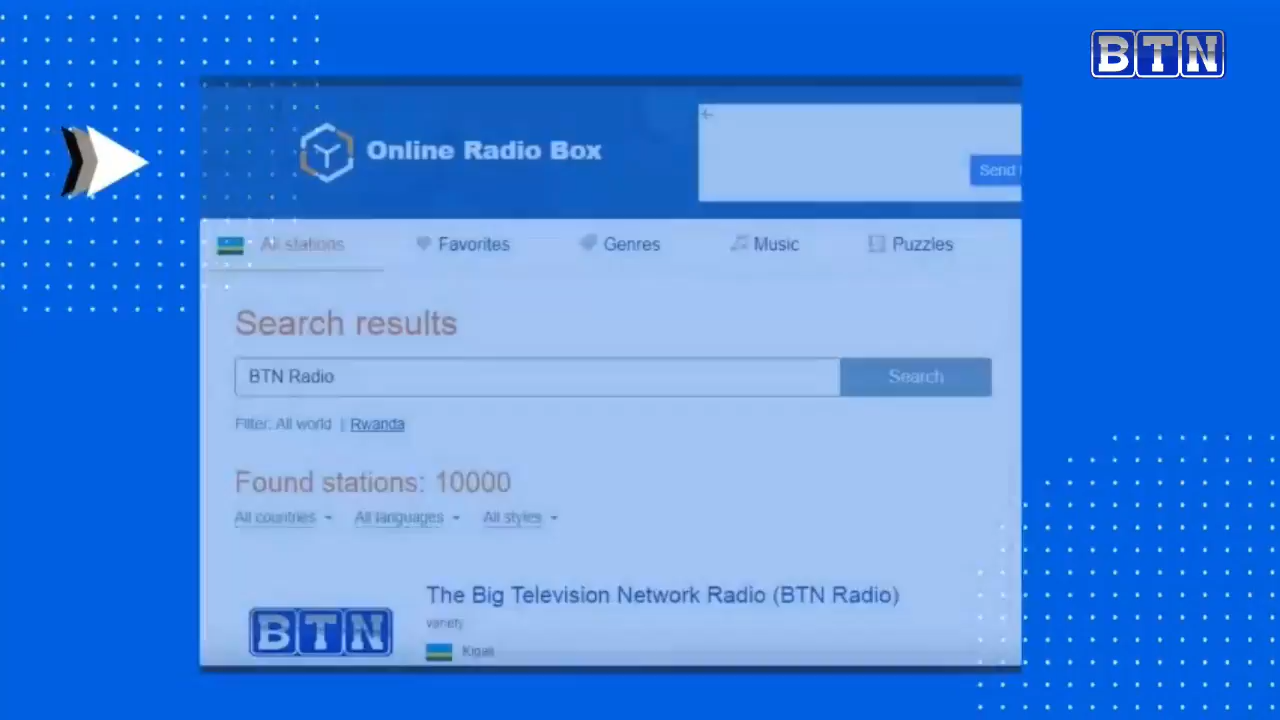 BTN
Online Radio Box
Send
All stations
Favorites
Genres
Music
Puzzles
Search results
BTN Radio
Search
Filter: All world | Rwanda
Found stations: 10000
All countries
All languages
All styles
The Big Television Network Radio (BTN Radio)
variety
BTN
Kigali